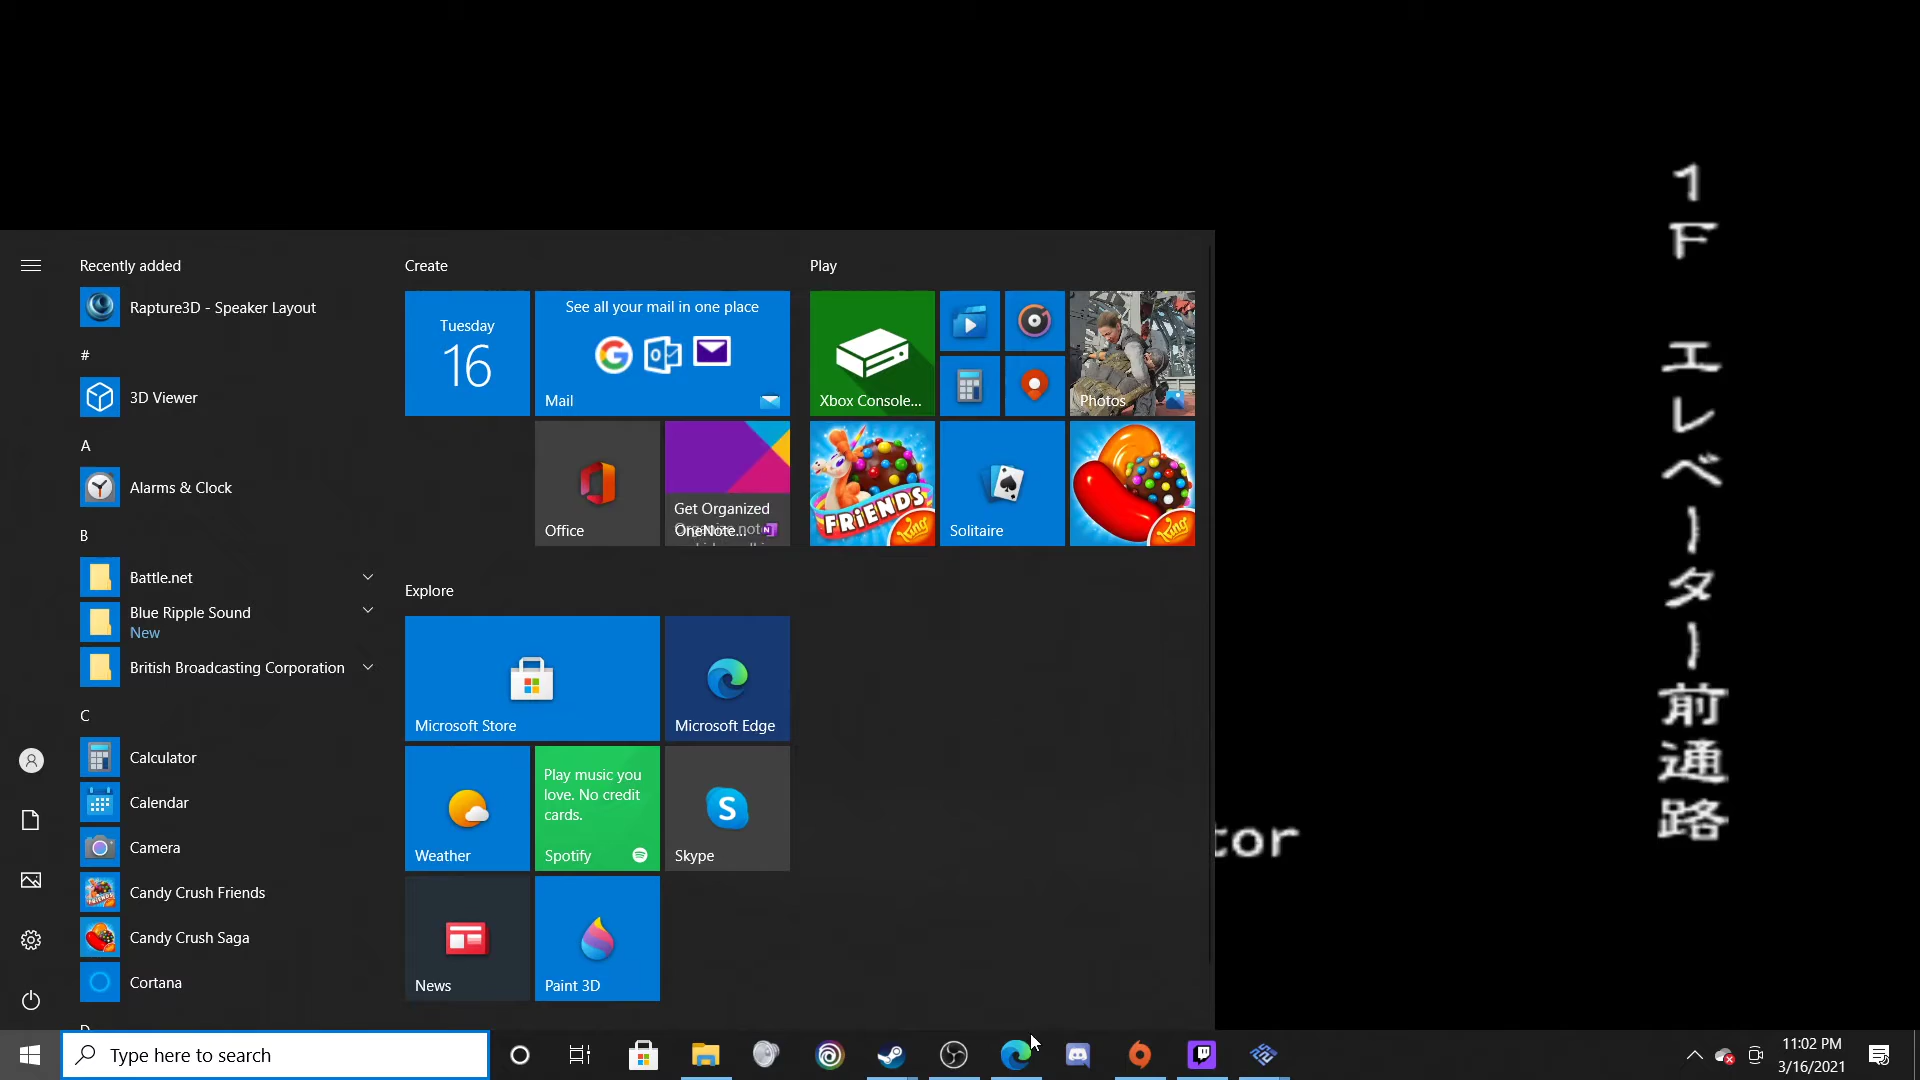 Recently added
Rapture3D - Speaker Layout
#
3D Viewer
A
Alarms & Clock
B
Battle.net
Blue Ripple Sound
New
British Broadcasting Corporation
C
Calculator
Calendar
Camera
Candy Crush Friends
Candy Crush Saga
Cortana
Create
Tuesday
16
See all your mail in one place
Mail
Office
Get Organized
OneNote...
Explore
Microsoft Store
Microsoft Edge
Weather
Play music you
love. No credit
cards.
Spotify
Skype
News
Paint 3D
Play
Xbox Console...
Photos
FRiENDS
King
Solitaire
King
1F エレベーター前通路
tor
Type here to search
11:02 PM
3/16/2021